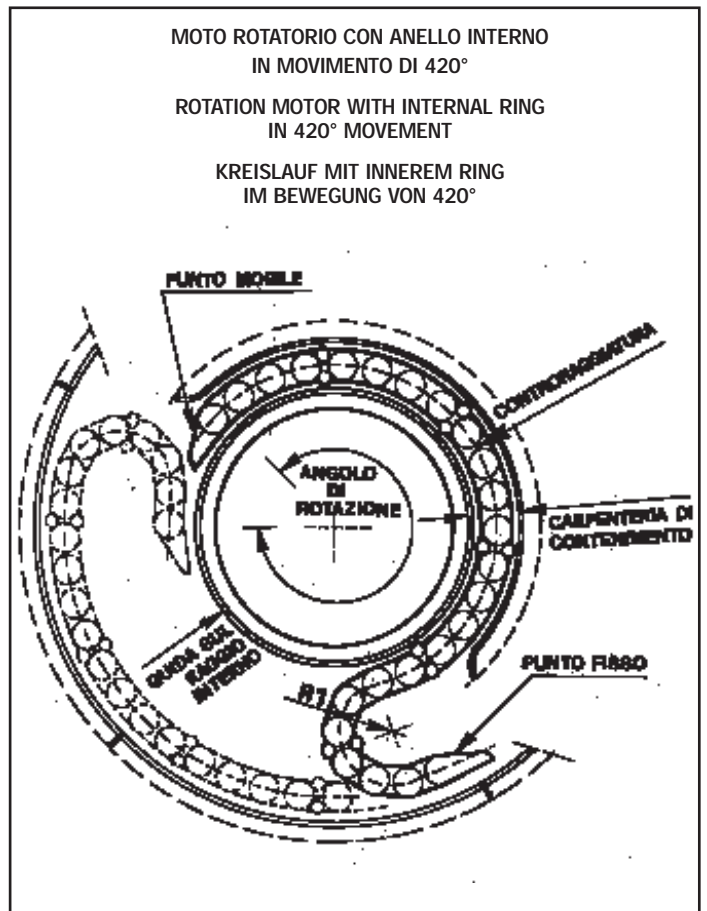 MOTO ROTATORIO CON ANELLO INTERNO
IN MOVIMENTO DI 420°
ROTATION MOTOR WITH INTERNAL RING
IN 420° MOVEMENT
KREISLAUF MIT INNEREM RING
IM BEWEGUNG VON 420°
PUNTO MOBILE
CONTRORAGGIATURA
ANGOLO
DI
ROTAZIONE
CARPENTERIA DI
CONTENIMENTO
GUIDA SUL
RAGGIO
INTERNO
R1
PUNTO FISSO